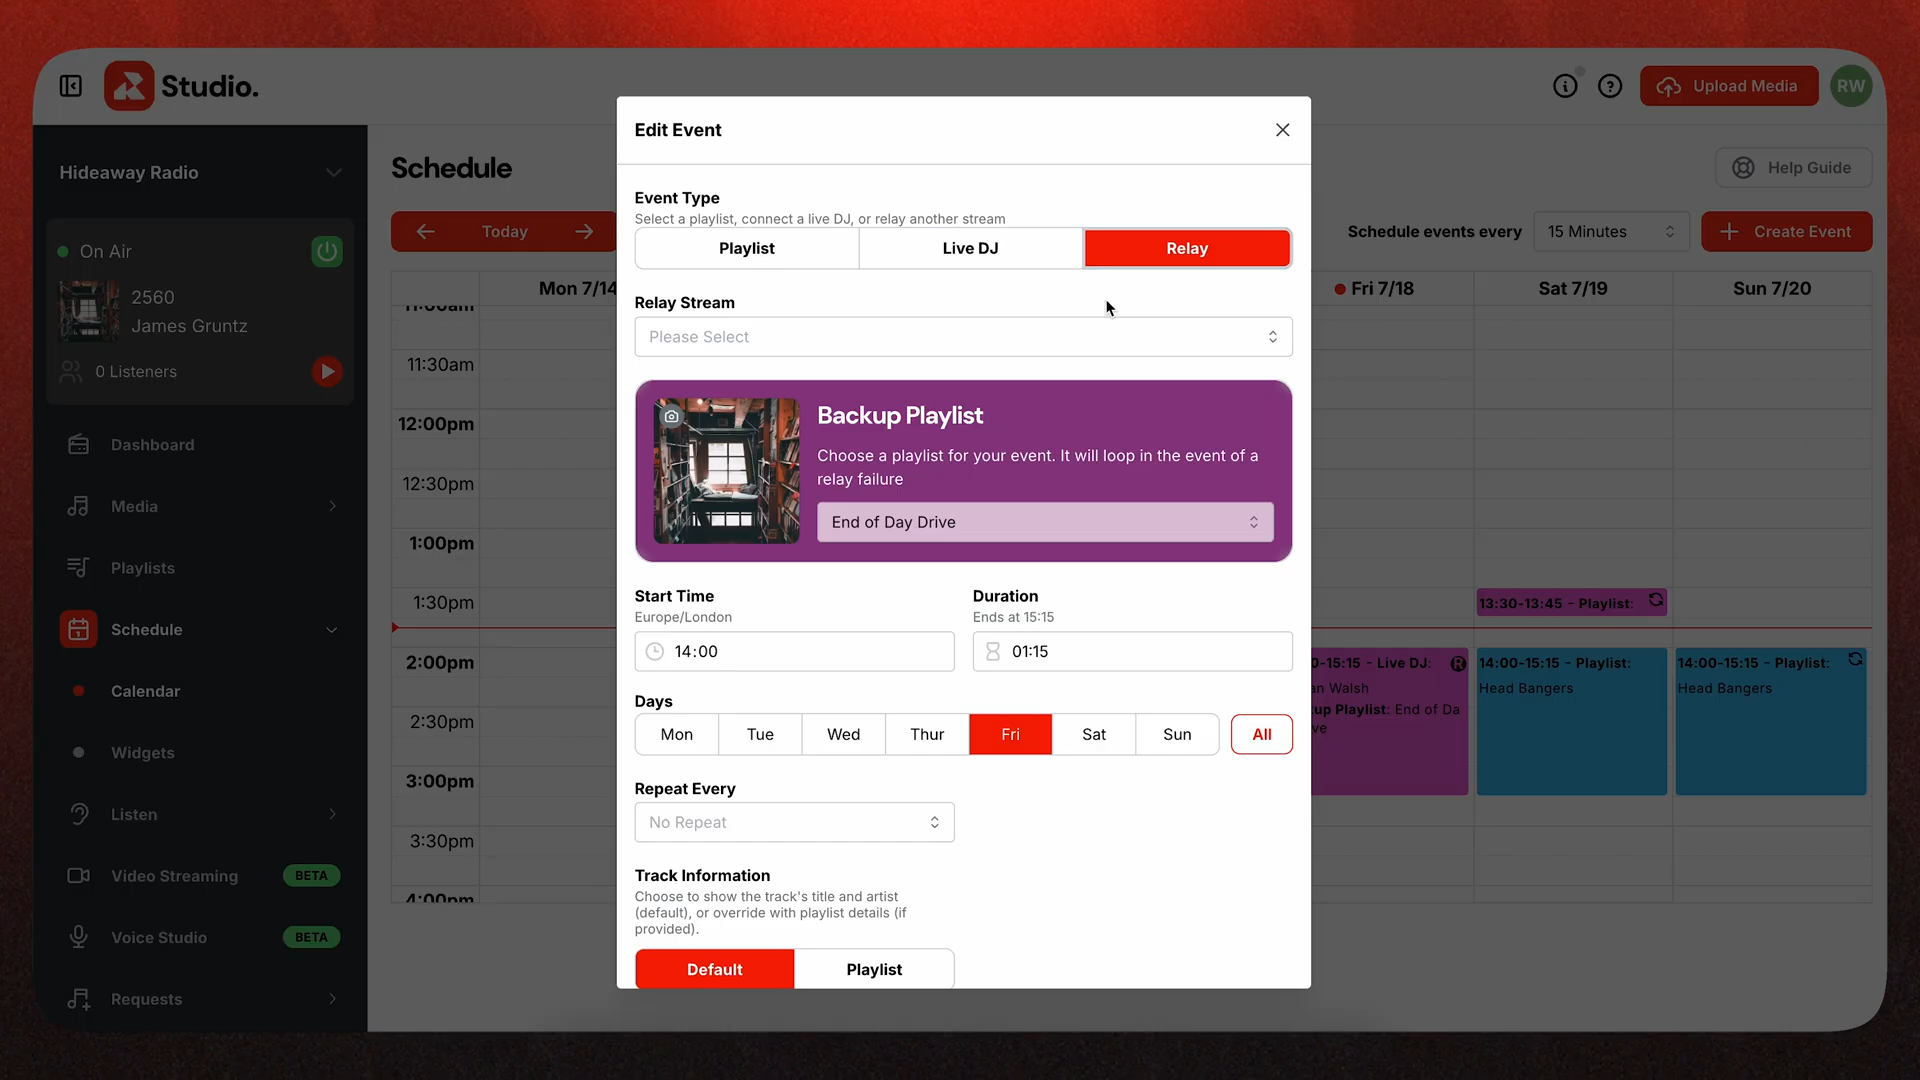 Studio.
Upload Media
RW
Hideaway Radio
On Air
2560
James Gruntz
0 Listeners
Dashboard
Media
Playlists
Schedule
Calendar
Widgets
Listen
Video Streaming
BETA
Voice Studio
BETA
Requests
Schedule
Help Guide
Today
Schedule events every
15 Minutes
Create Event
Mon 7/14
Fri 7/18
Sat 7/19
Sun 7/20
11:00am
11:30am
12:00pm
12:30pm
1:00pm
1:30pm
2:00pm
2:30pm
3:00pm
3:30pm
4:00pm
0-15:15 - Live DJ:
R
an Walsh
up Playlist: End of Da
ve
13:30-13:45 - Playlist:
14:00-15:15 - Playlist:
Head Bangers
14:00-15:15 - Playlist:
Head Bangers
Edit Event
Event Type
Select a playlist, connect a live DJ, or relay another stream
Playlist
Live DJ
Relay
Relay Stream
Please Select
Backup Playlist
Choose a playlist for your event. It will loop in the event of a
relay failure
End of Day Drive
Start Time
Europe/London
14:00
Duration
Ends at 15:15
01:15
Days
Mon
Tue
Wed
Thur
Fri
Sat
Sun
All
Repeat Every
No Repeat
Track Information
Choose to show the track's title and artist
(default), or override with playlist details (if
provided).
Default
Playlist